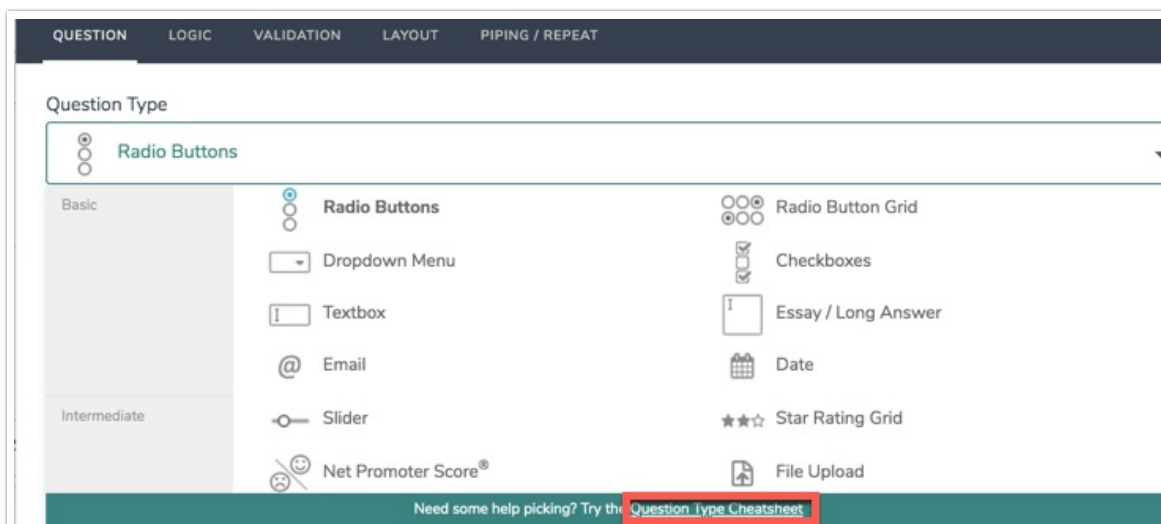 QUESTION LOGIC VALIDATION LAYOUT PIPING / REPEAT
Question Type
Radio Buttons
Basic
Radio Buttons Radio Button Grid
Dropdown Menu Checkboxes
Textbox Essay / Long Answer
@ Email Date
Intermediate
Slider Star Rating Grid
Net Promoter Score® File Upload
Need some help picking? Try the Question Type Cheatsheet